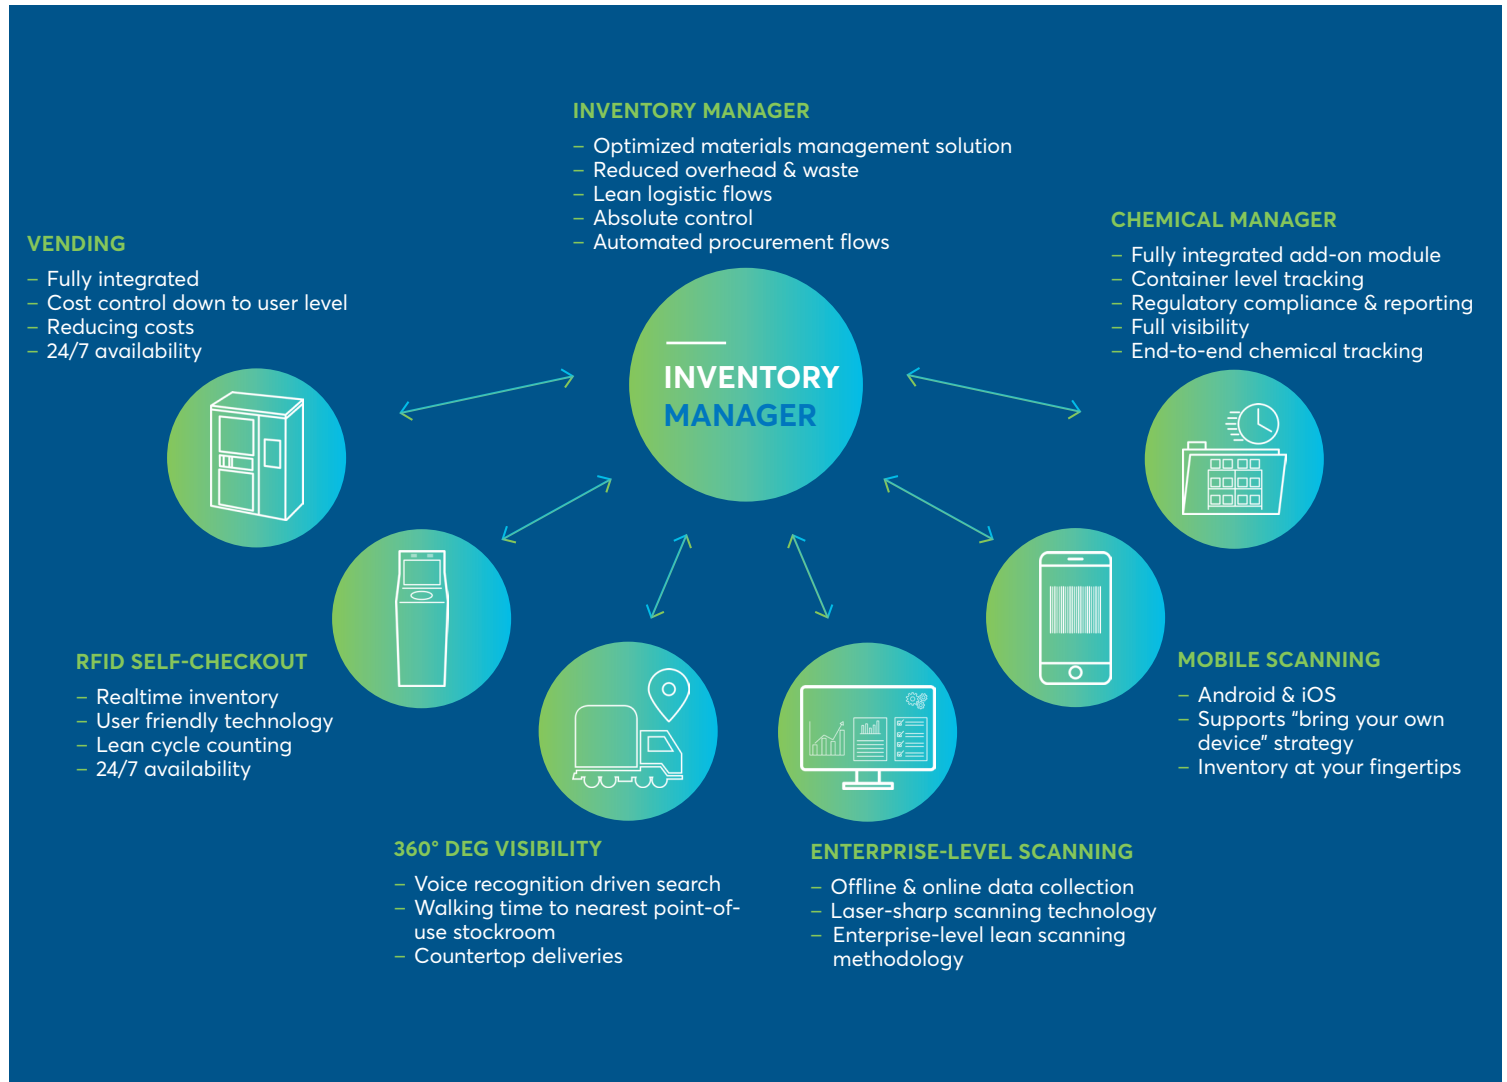 INVENTORY MANAGER
– Optimized materials management solution
– Reduced overhead & waste
– Lean logistic flows
– Absolute control
– Automated procurement flows
VENDING
– Fully integrated
– Cost control down to user level
– Reducing costs
– 24/7 availability
CHEMICAL MANAGER
– Fully integrated add-on module
– Container level tracking
– Regulatory compliance & reporting
– Full visibility
– End-to-end chemical tracking
INVENTORY
MANAGER
RFID SELF-CHECKOUT
– Realtime inventory
– User friendly technology
– Lean cycle counting
– 24/7 availability
MOBILE SCANNING
– Android & iOS
– Supports “bring your own
device” strategy
– Inventory at your fingertips
360° DEG VISIBILITY
– Voice recognition driven search
– Walking time to nearest point-of-
use stockroom
– Countertop deliveries
ENTERPRISE-LEVEL SCANNING
– Offline & online data collection
– Laser-sharp scanning technology
– Enterprise-level lean scanning
methodology